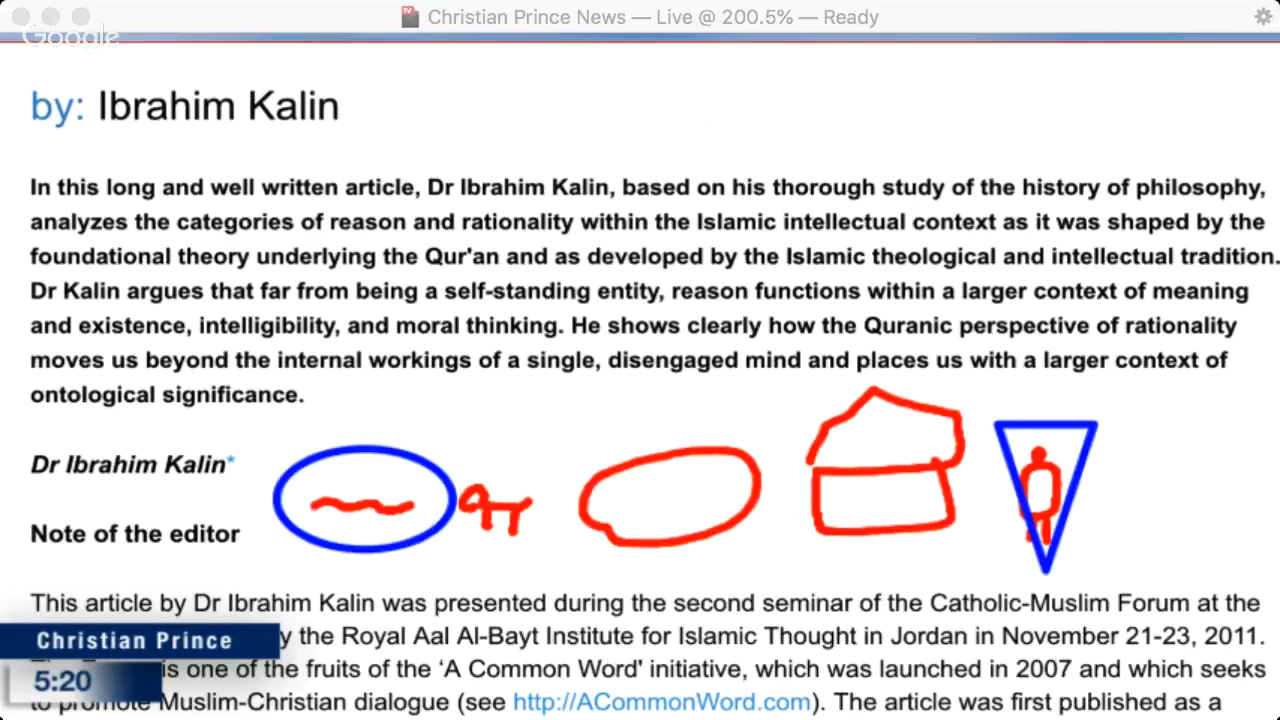 Christian Prince News — Live @ 200.5% — Ready
Google
by: Ibrahim Kalin
In this long and well written article, Dr Ibrahim Kalin, based on his thorough study of the history of philosophy,
analyzes the categories of reason and rationality within the Islamic intellectual context as it was shaped by the
foundational theory underlying the Qur'an and as developed by the Islamic theological and intellectual tradition.
Dr Kalin argues that far from being a self-standing entity, reason functions within a larger context of meaning
and existence, intelligibility, and moral thinking. He shows clearly how the Quranic perspective of rationality
moves us beyond the internal workings of a single, disengaged mind and places us with a larger context of
ontological significance.
Dr Ibrahim Kalin*
Note of the editor
This article by Dr Ibrahim Kalin was presented during the second seminar of the Catholic-Muslim Forum at the
Christian Prince
y the Royal Aal Al-Bayt Institute for Islamic Thought in Jordan in November 21-23, 2011.
is one of the fruits of the ‘A Common Word' initiative, which was launched in 2007 and which seeks
5:20
to promote Muslim-Christian dialogue (see http://ACommonWord.com). The article was first published as a